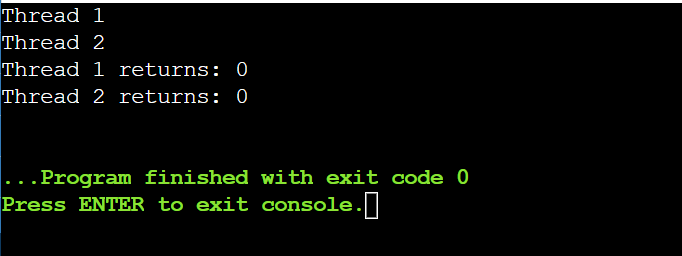 Thread 1
Thread 2
Thread 1 returns: 0
Thread 2 returns: 0
...Program finished with exit code 0
Press ENTER to exit console.